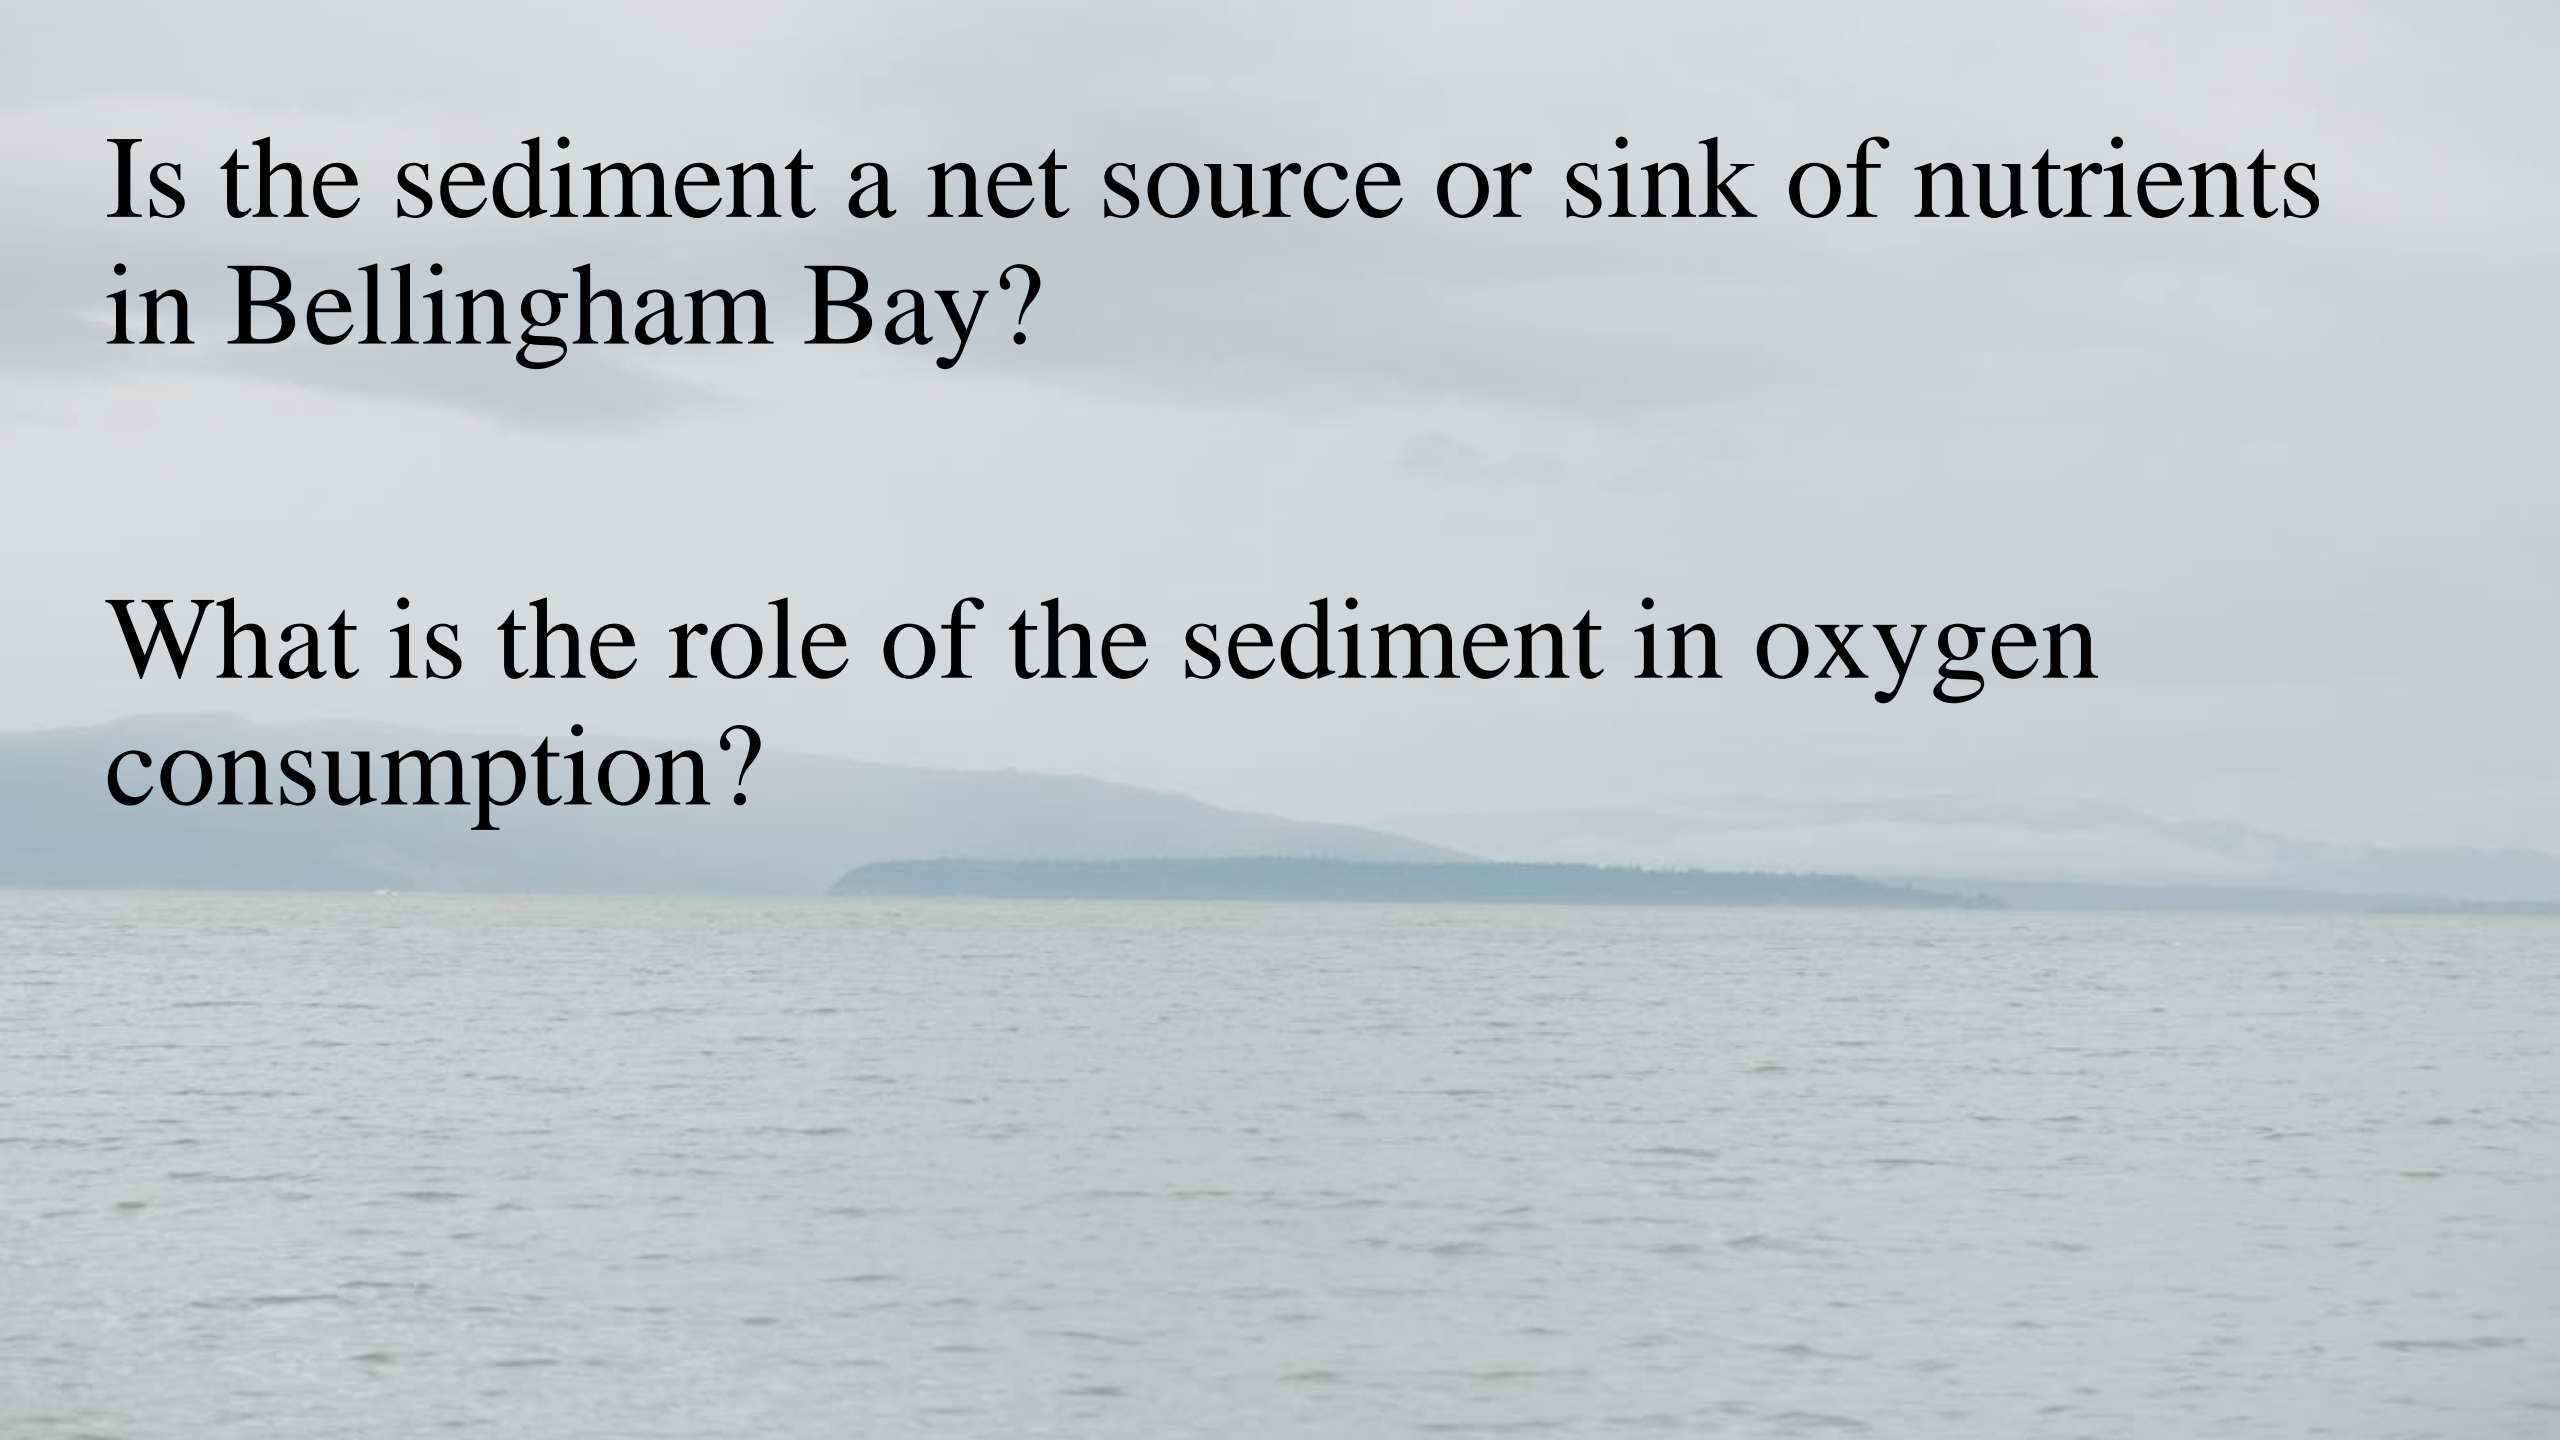 Is the sediment a net source or sink of nutrients
in Bellingham Bay?
What is the role of the sediment in oxygen
consumption?